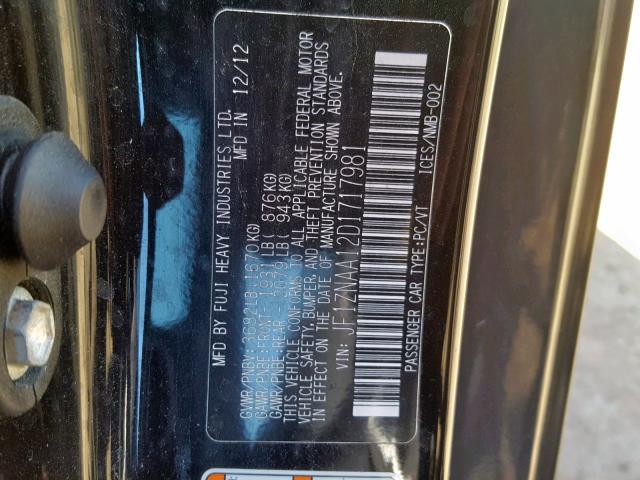 MFD BY FUJI HEAVY INDUSTRIES LTD.
MFD IN 12/12
GVWR/PNBV: 3682LB(1670KG)
GAWR/PNBE:FRONT-1931LB( 876KG)
GAWR/PNBE:REAR -2079LB( 943KG)
THIS VEHICLE CONFORMS TO ALL APPLICABLE FEDERAL MOTOR
VEHICLE SAFETY,BUMPER,AND THEFT PREVENTION STANDARDS
IN EFFECT ON THE DATE OF MANUFACTURE SHOWN ABOVE.
VIN: JF1ZNAA12D1717981
PASSENGER CAR TYPE:PC/VT ICES/NMB-002